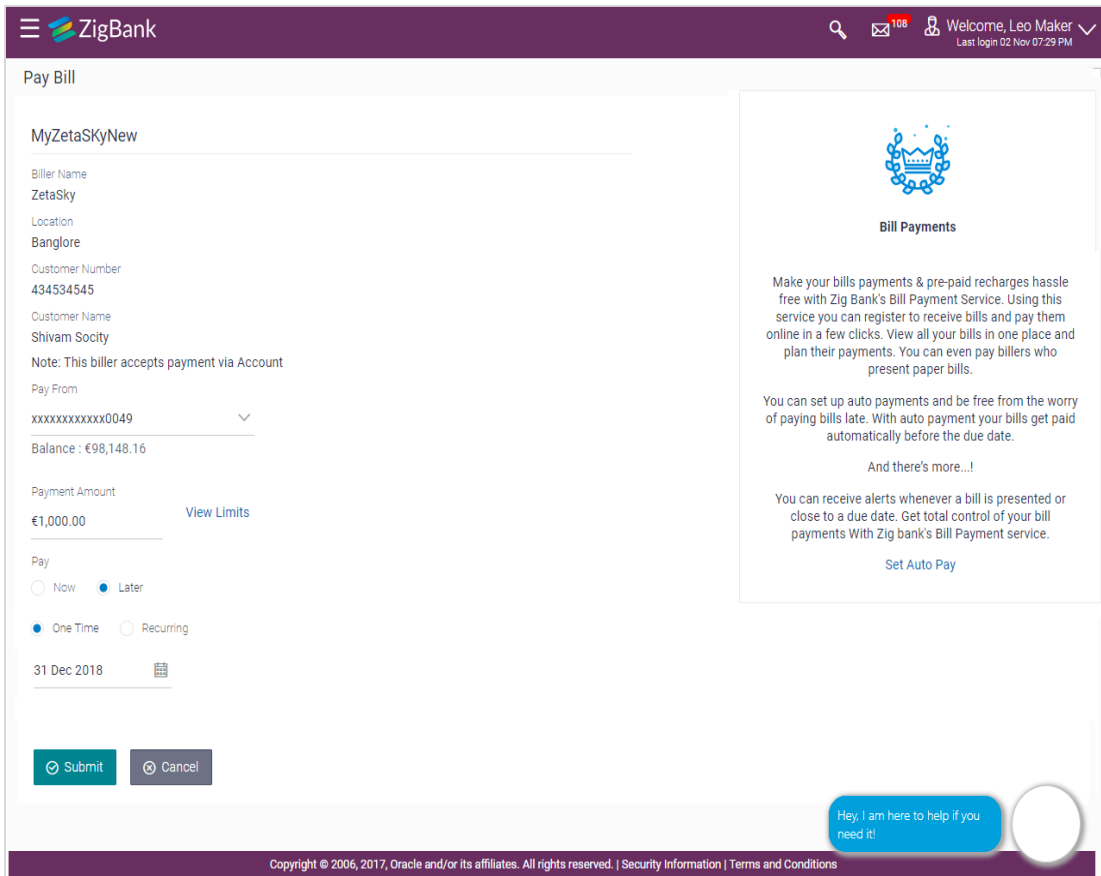 ZigBank
108
Welcome, Leo Maker
Last login 02 Nov 07:29 PM
Pay Bill
MyZetaSKyNew
Biller Name
ZetaSky
Location
Banglore
Customer Number
434534545
Customer Name
Shivam Socity
Note: This biller accepts payment via Account
Pay From
xxxxxxxxxxxx0049
Balance : €98,148.16
Payment Amount
€1,000.00
View Limits
Pay
Now
Later
One Time
Recurring
31 Dec 2018
Submit
Cancel
Bill Payments
Make your bills payments & pre-paid recharges hassle
free with Zig Bank's Bill Payment Service. Using this
service you can register to receive bills and pay them
online in a few clicks. View all your bills in one place and
plan their payments. You can even pay billers who
present paper bills.
You can set up auto payments and be free from the worry
of paying bills late. With auto payment your bills get paid
automatically before the due date.
And there's more...!
You can receive alerts whenever a bill is presented or
close to a due date. Get total control of your bill
payments With Zig bank's Bill Payment service.
Set Auto Pay
Hey, I am here to help if you
need it!
Copyright © 2006, 2017, Oracle and/or its affiliates. All rights reserved. | Security Information | Terms and Conditions